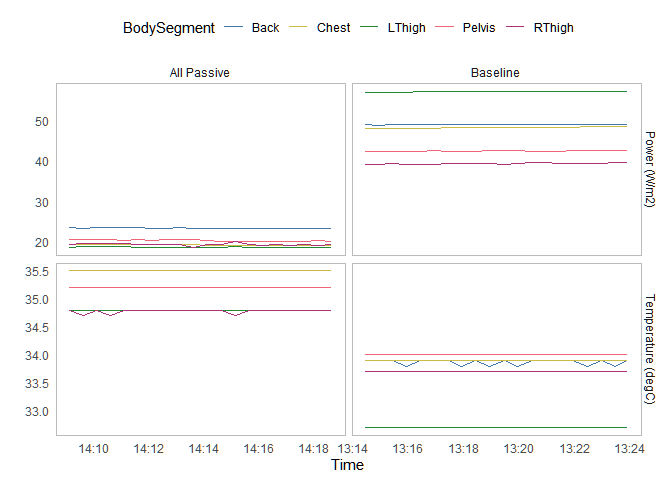 BodySegment Back Chest LThigh Pelvis RThigh
All Passive Baseline
50
40
30
20
Power (W/m2)
35.5
35.0
34.5
34.0
33.5
33.0
Temperature (degC)
14:10 14:12 14:14 14:16 14:18 13:14 13:16 13:18 13:20 13:22 13:24
Time